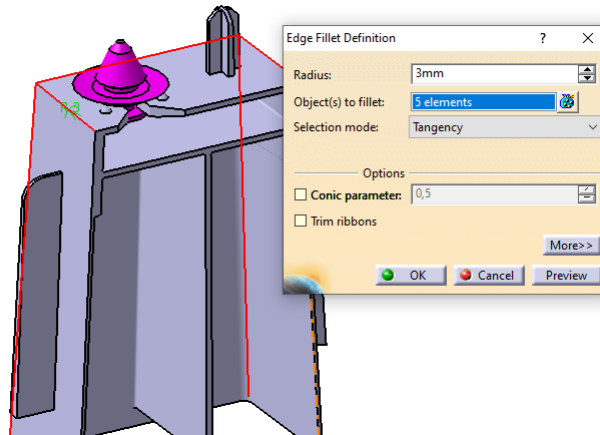 Edge Fillet Definition
?
Radius:
3mm
Object(s) to fillet:
5 elements
Selection mode:
Tangency
Options
Conic parameter:
0,5
Trim ribbons
More>>
OK
Cancel
Preview